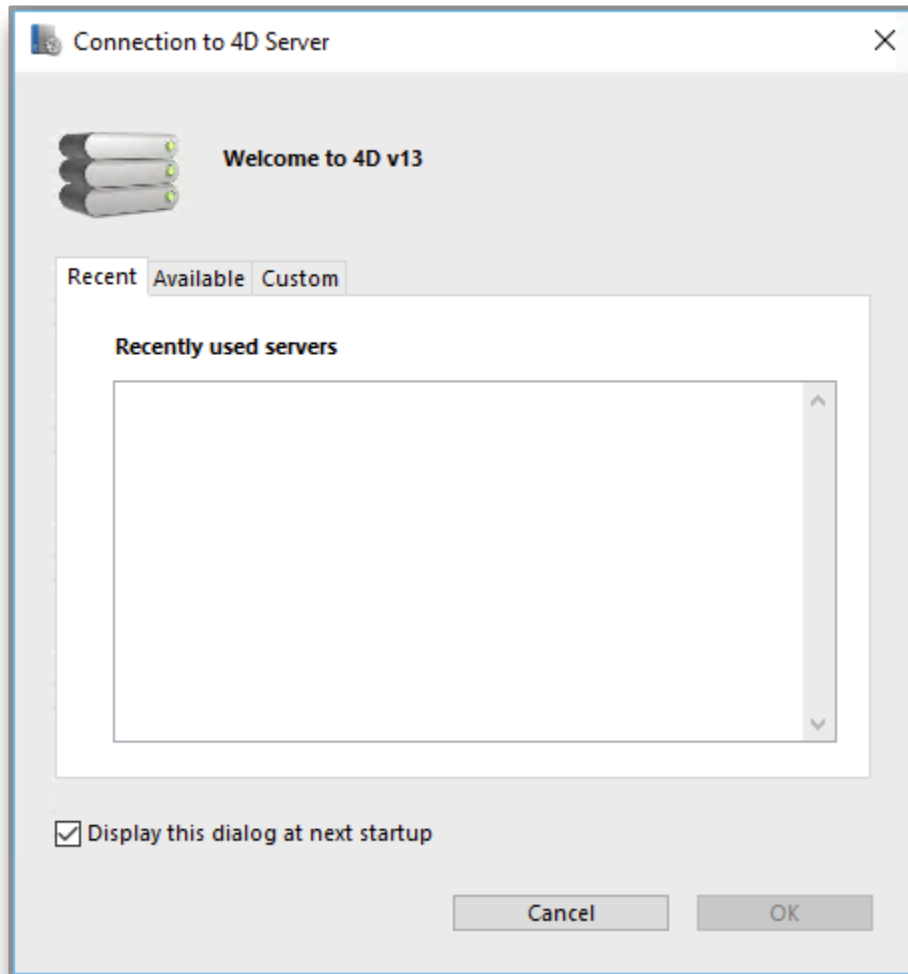 Connection to 4D Server
Welcome to 4D v13
Recent Available Custom
Recently used servers
Display this dialog at next startup
Cancel OK